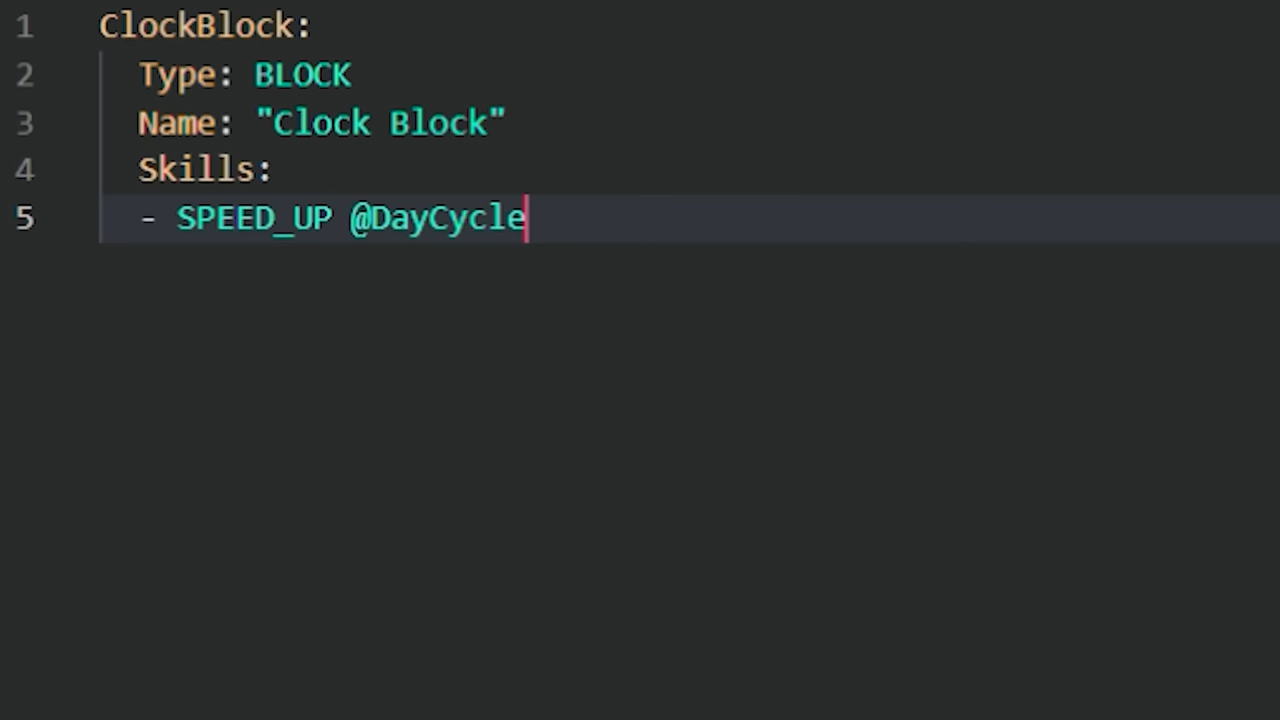 1 ClockBlock:
2 Type: BLOCK
3 Name: "Clock Block"
4 Skills:
5 - SPEED_UP @DayCycle